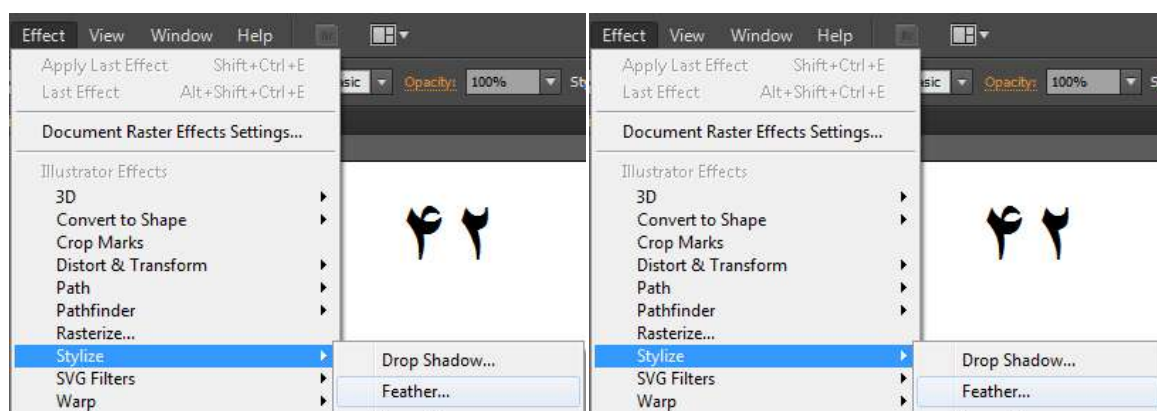 Effect View Window Help
Apply Last Effect Shift+Ctrl+E
Last Effect Alt+Shift+Ctrl+E
Opacity: 100%
Document Raster Effects Settings...
Illustrator Effects
3D
Convert to Shape
Crop Marks
Distort & Transform
Path
Pathfinder
Rasterize...
Stylize
SVG Filters
Warp
۴ ۲
Drop Shadow...
Feather...
Effect View Window Help
Apply Last Effect Shift+Ctrl+E
Last Effect Alt+Shift+Ctrl+E
Opacity: 100%
Document Raster Effects Settings...
Illustrator Effects
3D
Convert to Shape
Crop Marks
Distort & Transform
Path
Pathfinder
Rasterize...
Stylize
SVG Filters
Warp
۴ ۲
Drop Shadow...
Feather...